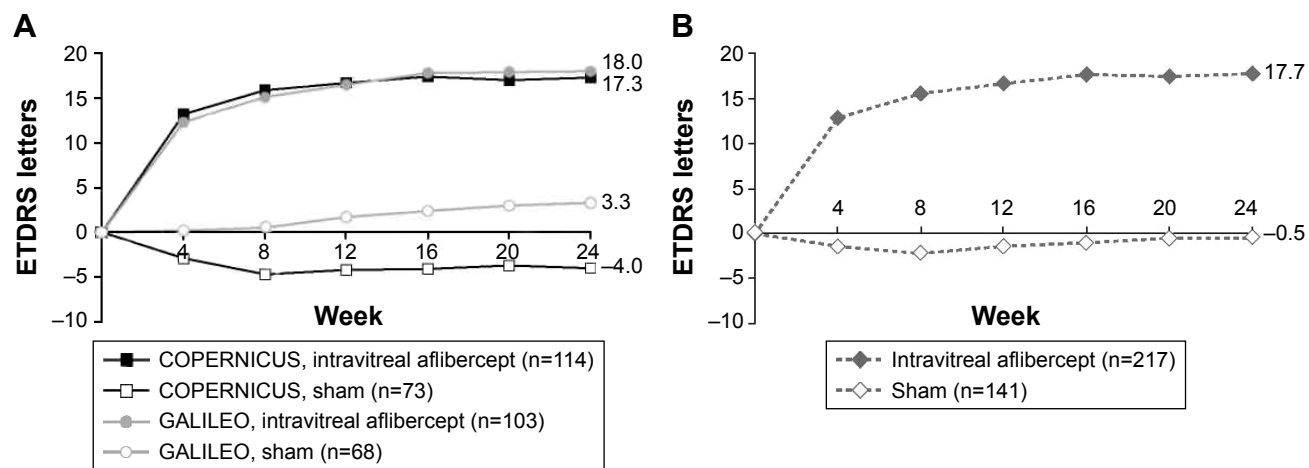 A
ETDRS letters
20
15
10
5
0
–5
–10
4
8
12
16
20
24
18.0
17.3
3.3
–4.0
Week
COPERNICUS, intravitreal aflibercept (n=114)
COPERNICUS, sham (n=73)
GALILEO, intravitreal aflibercept (n=103)
GALILEO, sham (n=68)
B
ETDRS letters
20
15
10
5
0
–5
–10
4
8
12
16
20
24
17.7
–0.5
Week
Intravitreal aflibercept (n=217)
Sham (n=141)